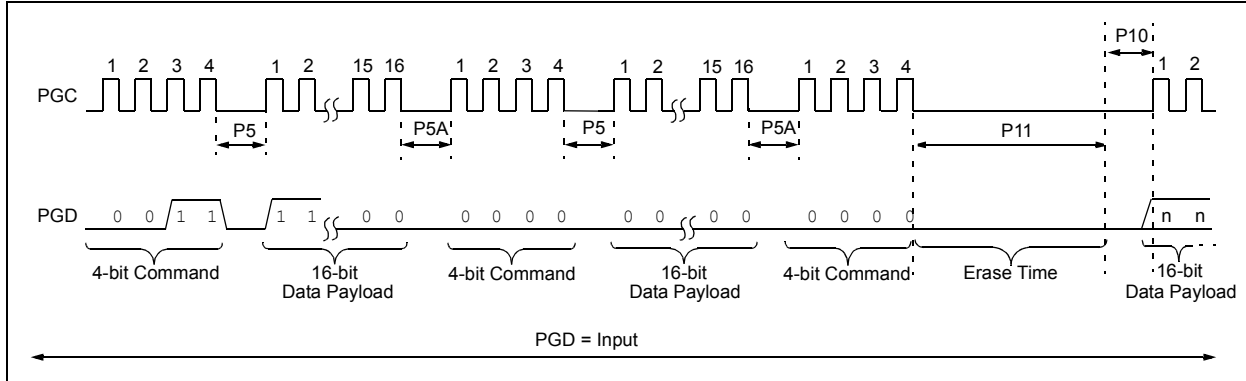 P10
1 2 3 4 1 2 15 16 1 2 3 4 1 2 15 16 1 2 3 4 1 2
PGC
P5 P5A P5 P5A P11
PGD 0 0 1 1 1 1 0 0 0 0 0 0 0 0 0 0 0 0 0 0 n n
4-bit Command 16-bit 4-bit Command 16-bit 4-bit Command Erase Time 16-bit
Data Payload Data Payload Data Payload
PGD = Input